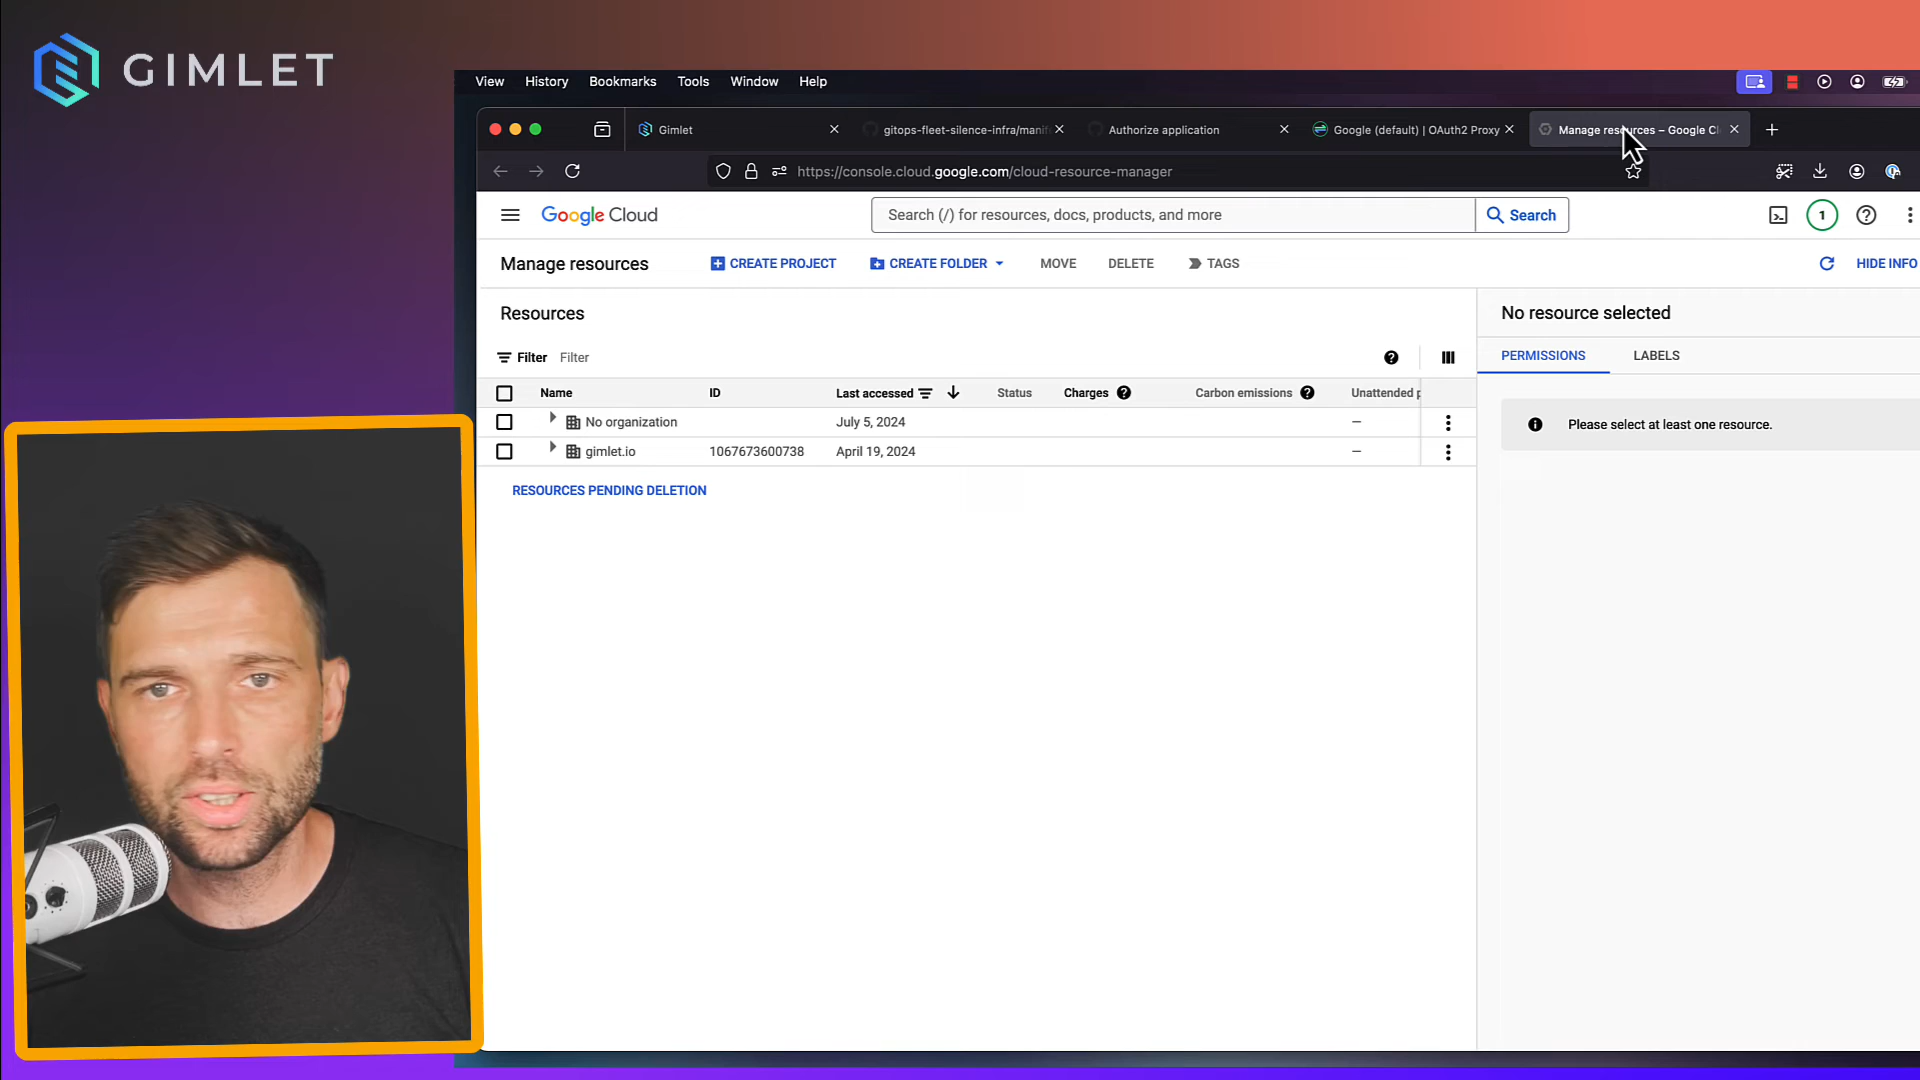 GIMLET
View History Bookmarks Tools Window Help
Gimlet
gitops-fleet-silence-infra/manif
Authorize application
Google (default) | OAuth2 Proxy
Manage resources – Google Cl
https://console.cloud.google.com/cloud-resource-manager
Google Cloud
Search (/) for resources, docs, products, and more
Search
1
Manage resources
CREATE PROJECT
CREATE FOLDER
MOVE
DELETE
TAGS
HIDE INFO
Resources
No resource selected
Filter Filter
PERMISSIONS
LABELS
Name ID Last accessed Status Charges Carbon emissions Unattended p
No organization July 5, 2024 –
Please select at least one resource.
gimlet.io 1067673600738 April 19, 2024 –
RESOURCES PENDING DELETION